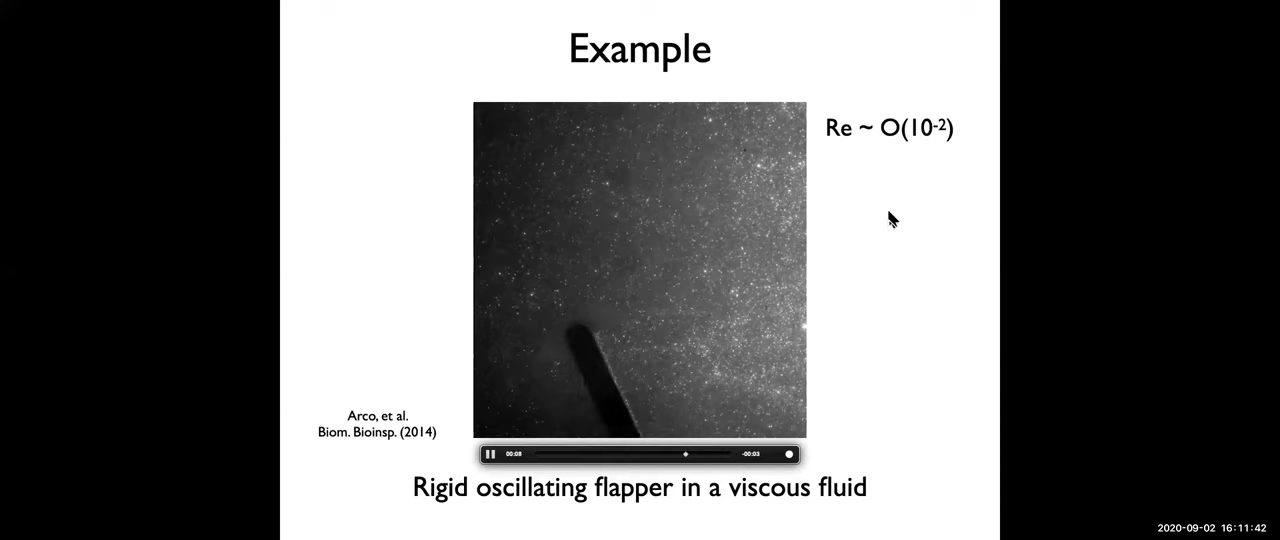 Example
Re ~ O(10-2)
Arco, et al.
Biom. Bioinsp. (2014)
00:08
-00:03
Rigid oscillating flapper in a viscous fluid
2020-09-02 16:11:42